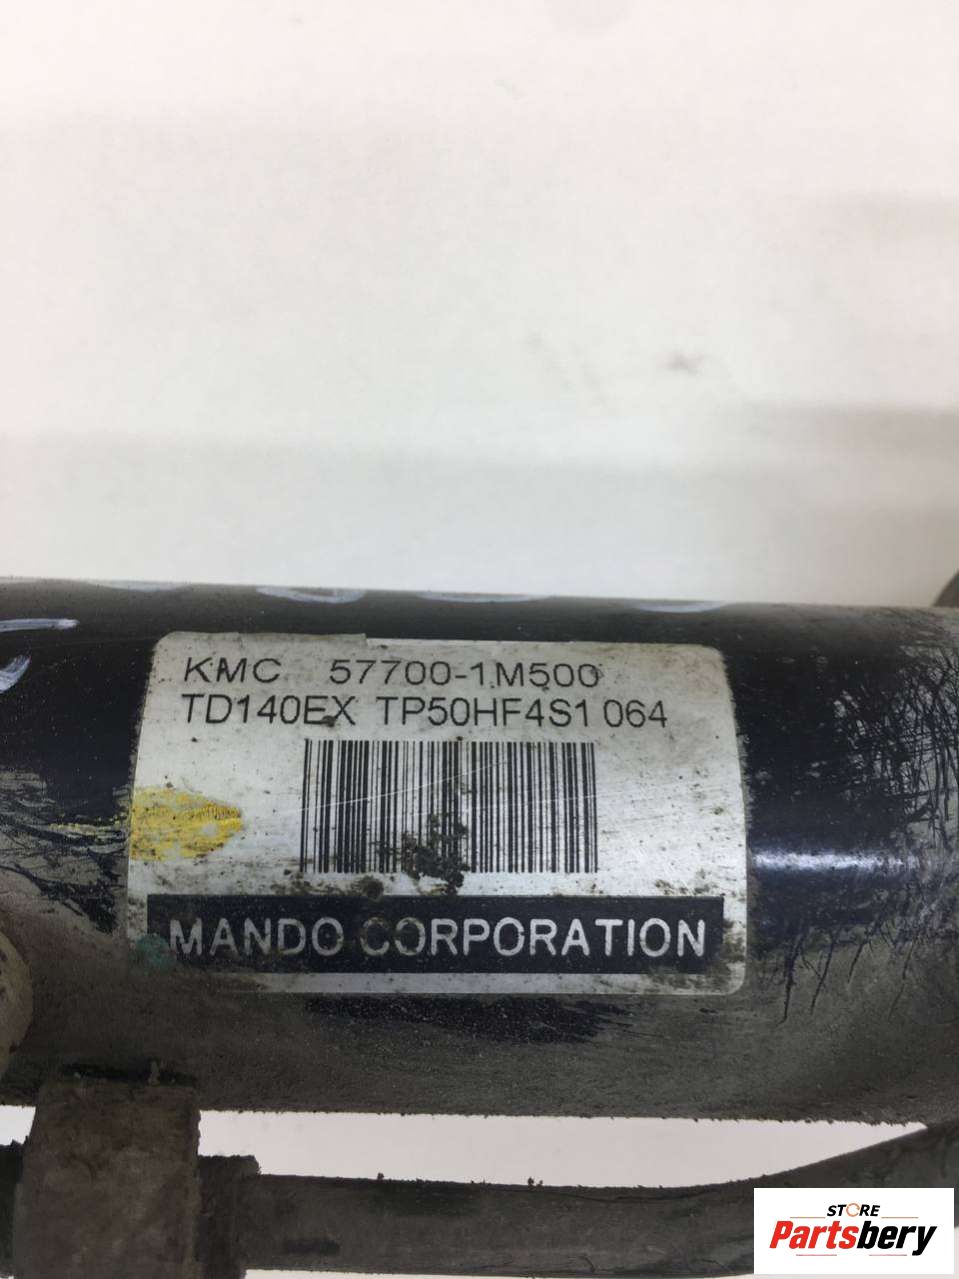 KMC 57700-1M500
TD140EX TP50HF4S1 064
MANDO CORPORATION
STORE
Partsbery